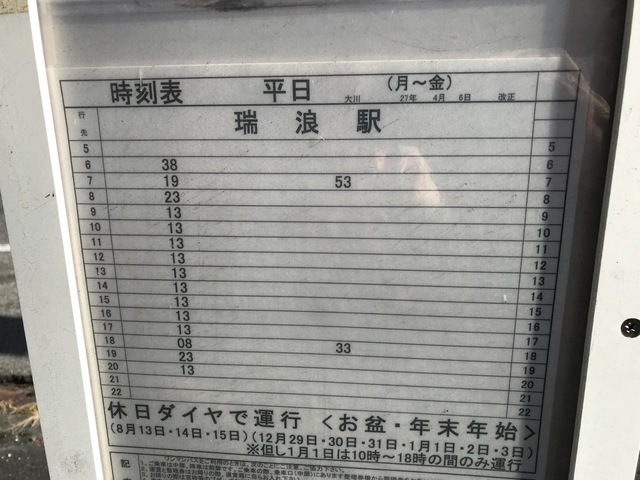 時刻表 平日 (月～金)
大川 27年 4月 6日 改正
行先 瑞浪駅
5 5
6 38 6
7 19 53 7
8 23 8
9 13 9
10 13 10
11 13 11
12 13 12
13 13 13
14 13 14
15 13 15
16 13 16
17 13 17
18 08 33 18
19 23 19
20 13 20
21 21
22 22
休日ダイヤで運行 〈お盆・年末年始〉
(8月13日・14日・15日)(12月29日・30日・31日・1月1日・2日・3日)
※但し1月1日は10時～18時の間のみ運行
記